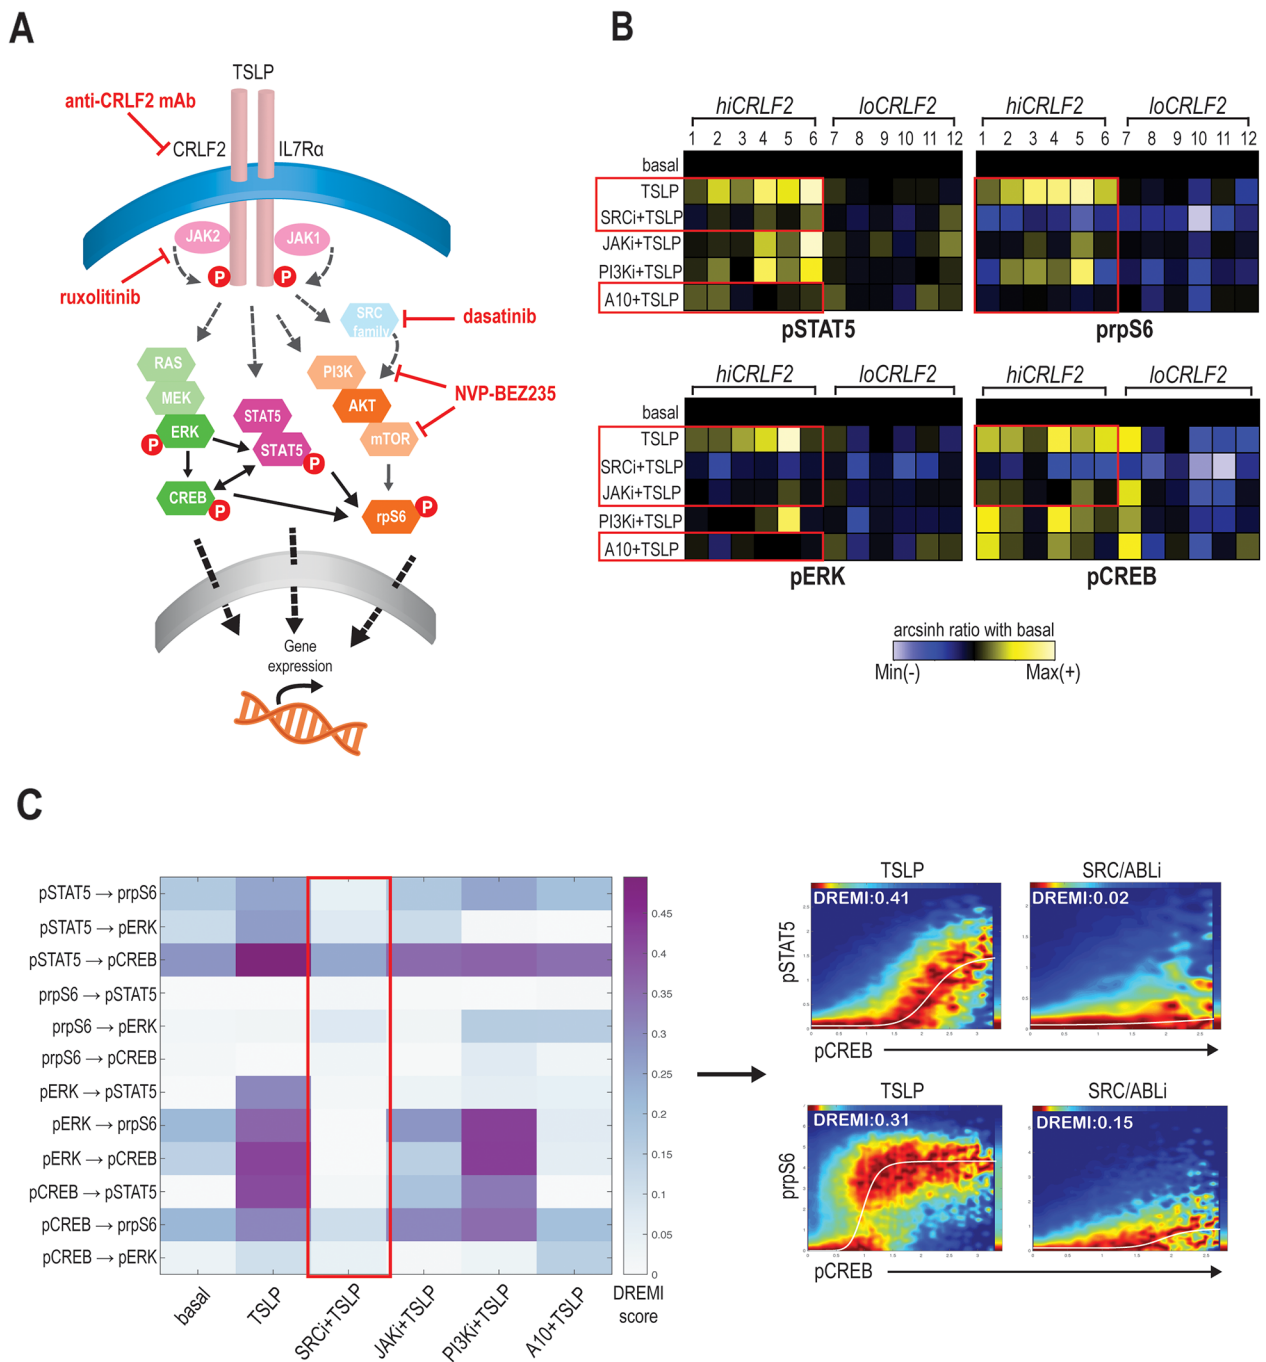 A
TSLP
anti-CRLF2 mAb
CRLF2
IL7Rα
JAK2
JAK1
P
P
ruxolitinib
SRC
family
dasatinib
RAS
PI3K
NVP-BEZ235
MEK
AKT
STAT5
ERK
mTOR
P
STAT5
P
CREB
P
rpS6
P
Gene
expression
B
hiCRLF2
loCRLF2
hiCRLF2
loCRLF2
1 2 3 4 5 6 7 8 9 10 11 12
1 2 3 4 5 6 7 8 9 10 11 12
basal
TSLP
SRCi+TSLP
JAKi+TSLP
PI3Ki+TSLP
A10+TSLP
pSTAT5
prpS6
hiCRLF2
loCRLF2
hiCRLF2
loCRLF2
basal
TSLP
SRCi+TSLP
JAKi+TSLP
PI3Ki+TSLP
A10+TSLP
pERK
pCREB
arcsinh ratio with basal
Min(-)
Max(+)
C
pSTAT5 → prpS6
pSTAT5 → pERK
pSTAT5 → pCREB
prpS6 → pSTAT5
prpS6 → pERK
prpS6 → pCREB
pERK → pSTAT5
pERK → prpS6
pERK → pCREB
pCREB → pSTAT5
pCREB → prpS6
pCREB → pERK
basal
TSLP
SRCi+TSLP
JAKi+TSLP
PI3Ki+TSLP
A10+TSLP
0.45
0.4
0.35
0.3
0.25
0.2
0.15
0.1
0.05
0
DREMI
score
TSLP
SRC/ABLi
DREMI:0.41
DREMI:0.02
pSTAT5
pCREB
TSLP
SRC/ABLi
DREMI:0.31
DREMI:0.15
prpS6
pCREB